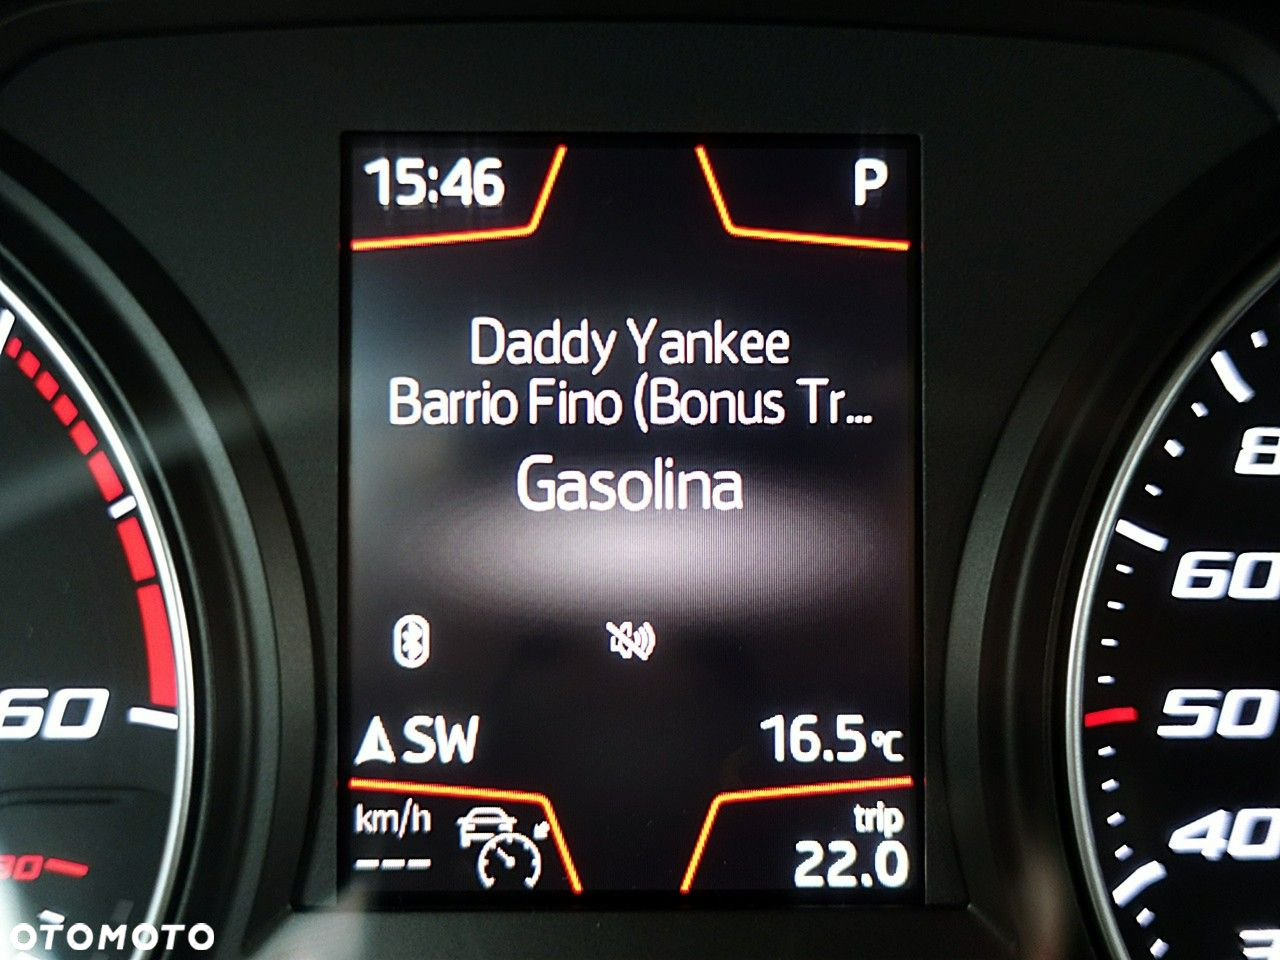 15:46 P
Daddy Yankee
Barrio Fino (Bonus Tr...
Gasolina
SW 16.5°C
km/h trip
--- 22.0
60
80
60
50
40
OTOMOTO